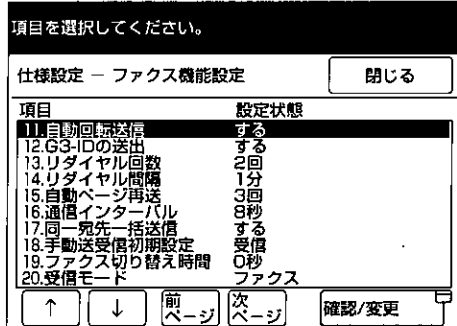 項目を選択してください。
仕様設定 － ファクス機能設定
閉じる
項目 設定状態
11.自動回転送信 する
12.G3-IDの送出 する
13.リダイヤル回数 2回
14.リダイヤル間隔 1分
15.自動ページ再送 3回
16.通信インターバル 8秒
17.同一宛先一括送信 する
18.手動送受信初期設定 受信
19.ファクス切り替え時間 0秒
20.受信モード ファクス
↑ ↓ 前ページ 次ページ 確認/変更